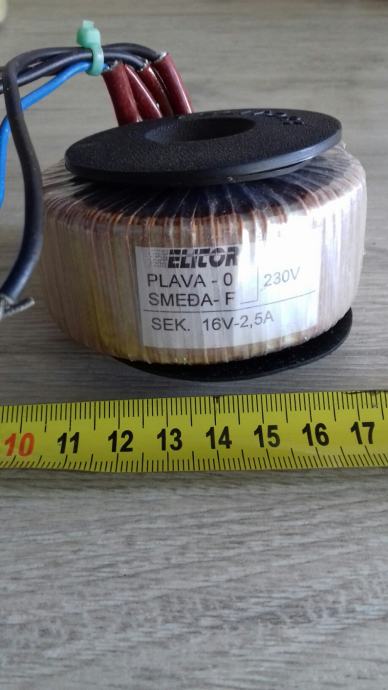 ELITOR
PLAVA - 0
SMEĐA- F
230V
SEK. 16V-2,5A
10 11 12 13 14 15 16 17